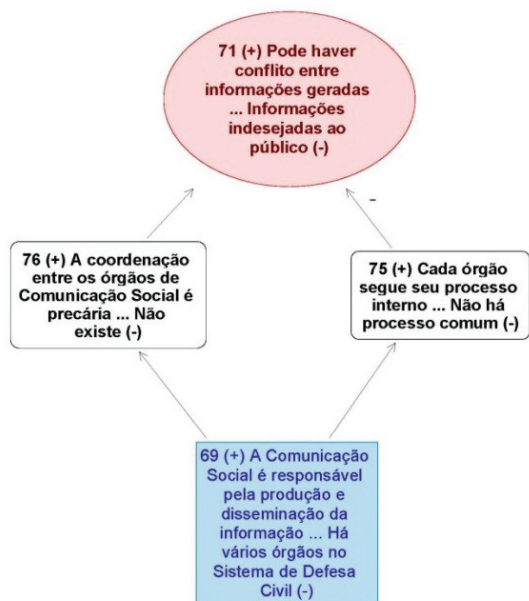 71 (+) Pode haver
conflito entre
informações geradas
... Informações
indesejadas ao
público (-)
-
76 (+) A coordenação
entre os órgãos de
Comunicação Social é
precária ... Não
existe (-)
75 (+) Cada órgão
segue seu processo
interno ... Não há
processo comum (-)
69 (+) A Comunicação
Social é responsável
pela produção e
disseminação da
informação ... Há
vários órgãos no
Sistema de Defesa
Civil (-)